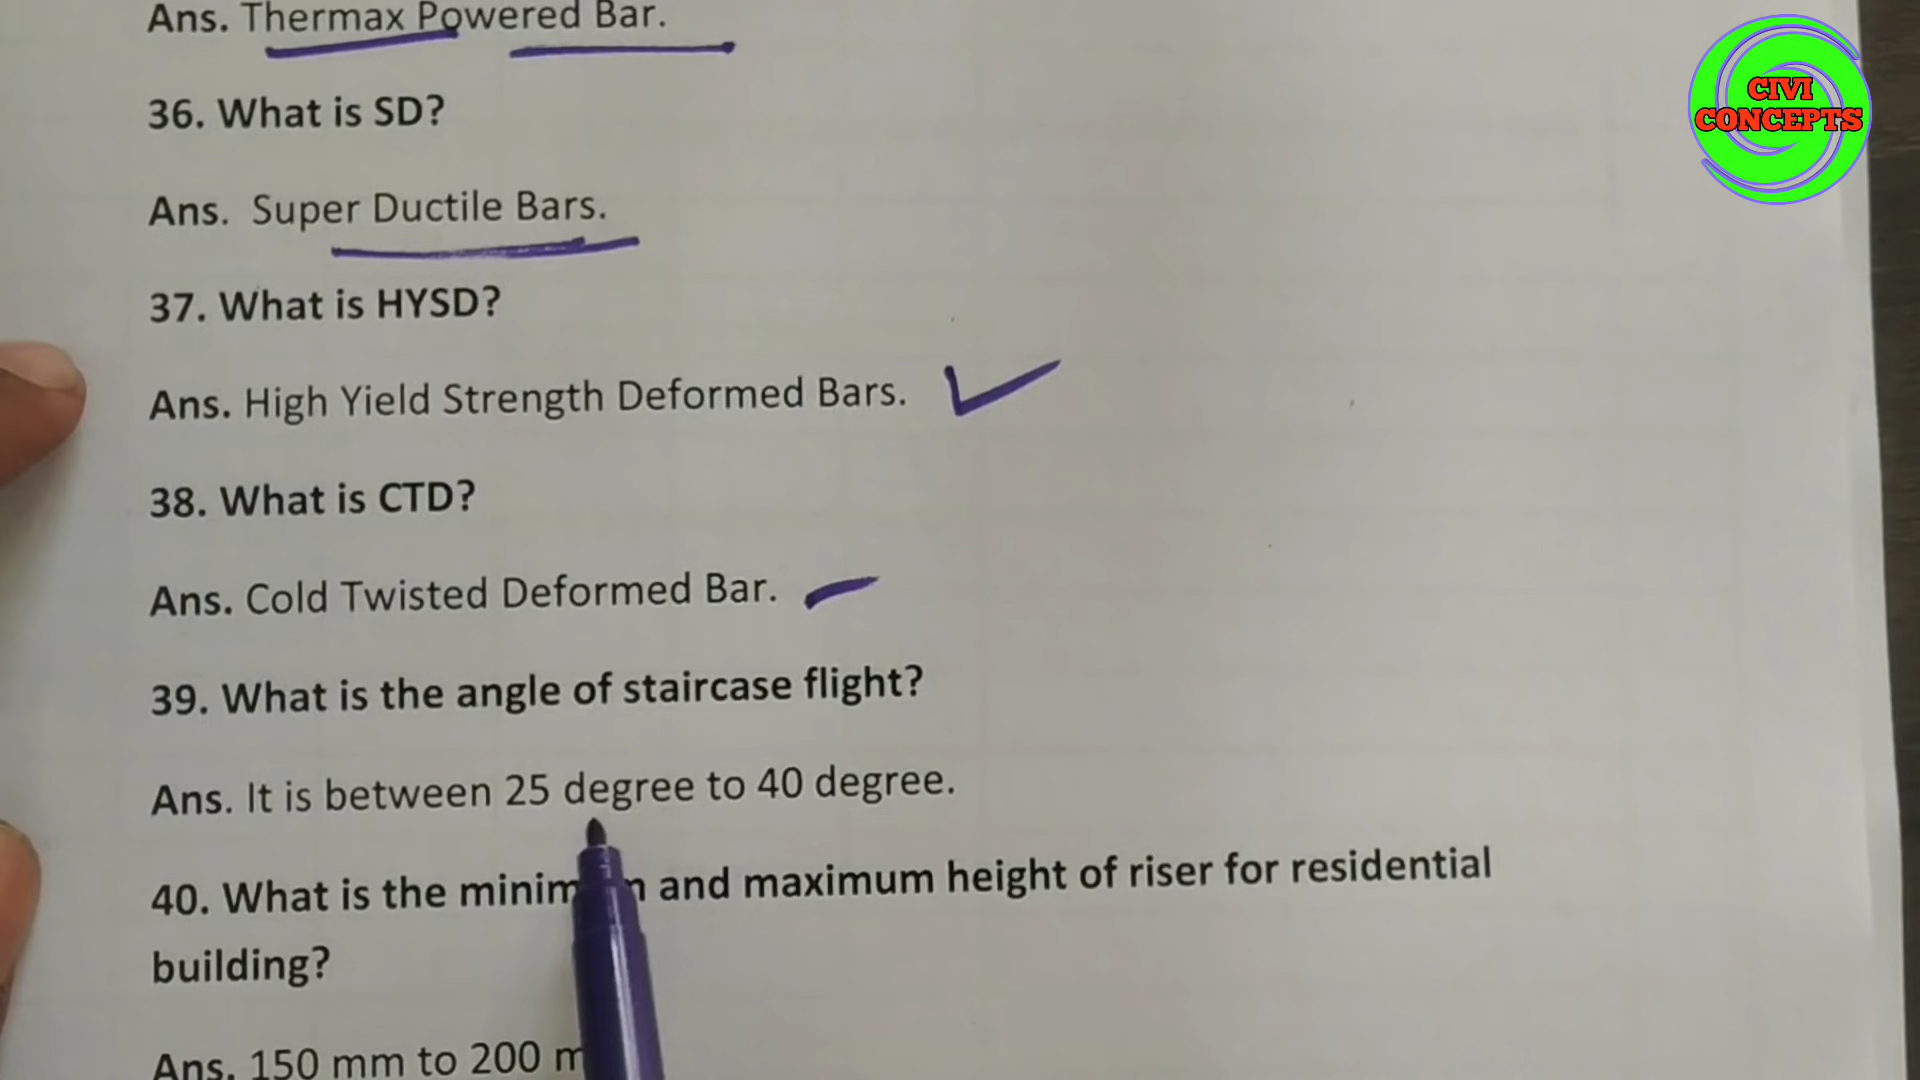 Ans. Thermax Powered Bar.
36. What is SD?
CIVI
CONCEPTS
Ans. Super Ductile Bars.
37. What is HYSD?
Ans. High Yield Strength Deformed Bars.
38. What is CTD?
Ans. Cold Twisted Deformed Bar.
39. What is the angle of staircase flight?
Ans. It is between 25 degree to 40 degree.
40. What is the and maximum height of riser for residential
building?
Ans. 150 mm to 200